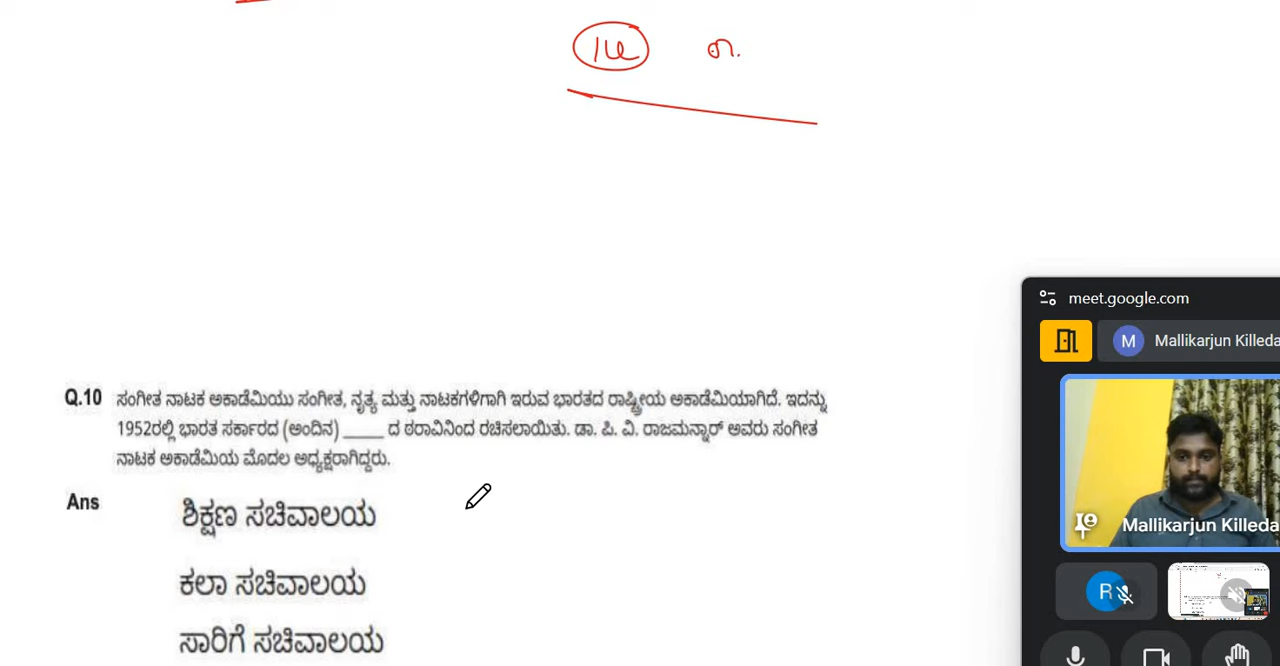 Q.10 ಸಂಗೀತ ನಾಟಕ ಅಕಾಡೆಮಿಯು ಸಂಗೀತ, ನೃತ್ಯ ಮತ್ತು ನಾಟಕಗಳಿಗಾಗಿ ಇರುವ ಭಾರತದ ರಾಷ್ಟ್ರೀಯ ಅಕಾಡೆಮಿಯಾಗಿದೆ. ಇದನ್ನು
1952ರಲ್ಲಿ ಭಾರತ ಸರ್ಕಾರದ (ಅಂದಿನ) ____ ದ ಠರಾವಿನಿಂದ ರಚಿಸಲಾಯಿತು. ಡಾ. ಪಿ. ವಿ. ರಾಜಮನ್ನಾರ್ ಅವರು ಸಂಗೀತ
ನಾಟಕ ಅಕಾಡೆಮಿಯ ಮೊದಲ ಅಧ್ಯಕ್ಷರಾಗಿದ್ದರು.
Ans ಶಿಕ್ಷಣ ಸಚಿವಾಲಯ
ಕಲಾ ಸಚಿವಾಲಯ
ಸಾರಿಗೆ ಸಚಿವಾಲಯ
meet.google.com
M Mallikarjun Killeda
Mallikarjun Killeda
R